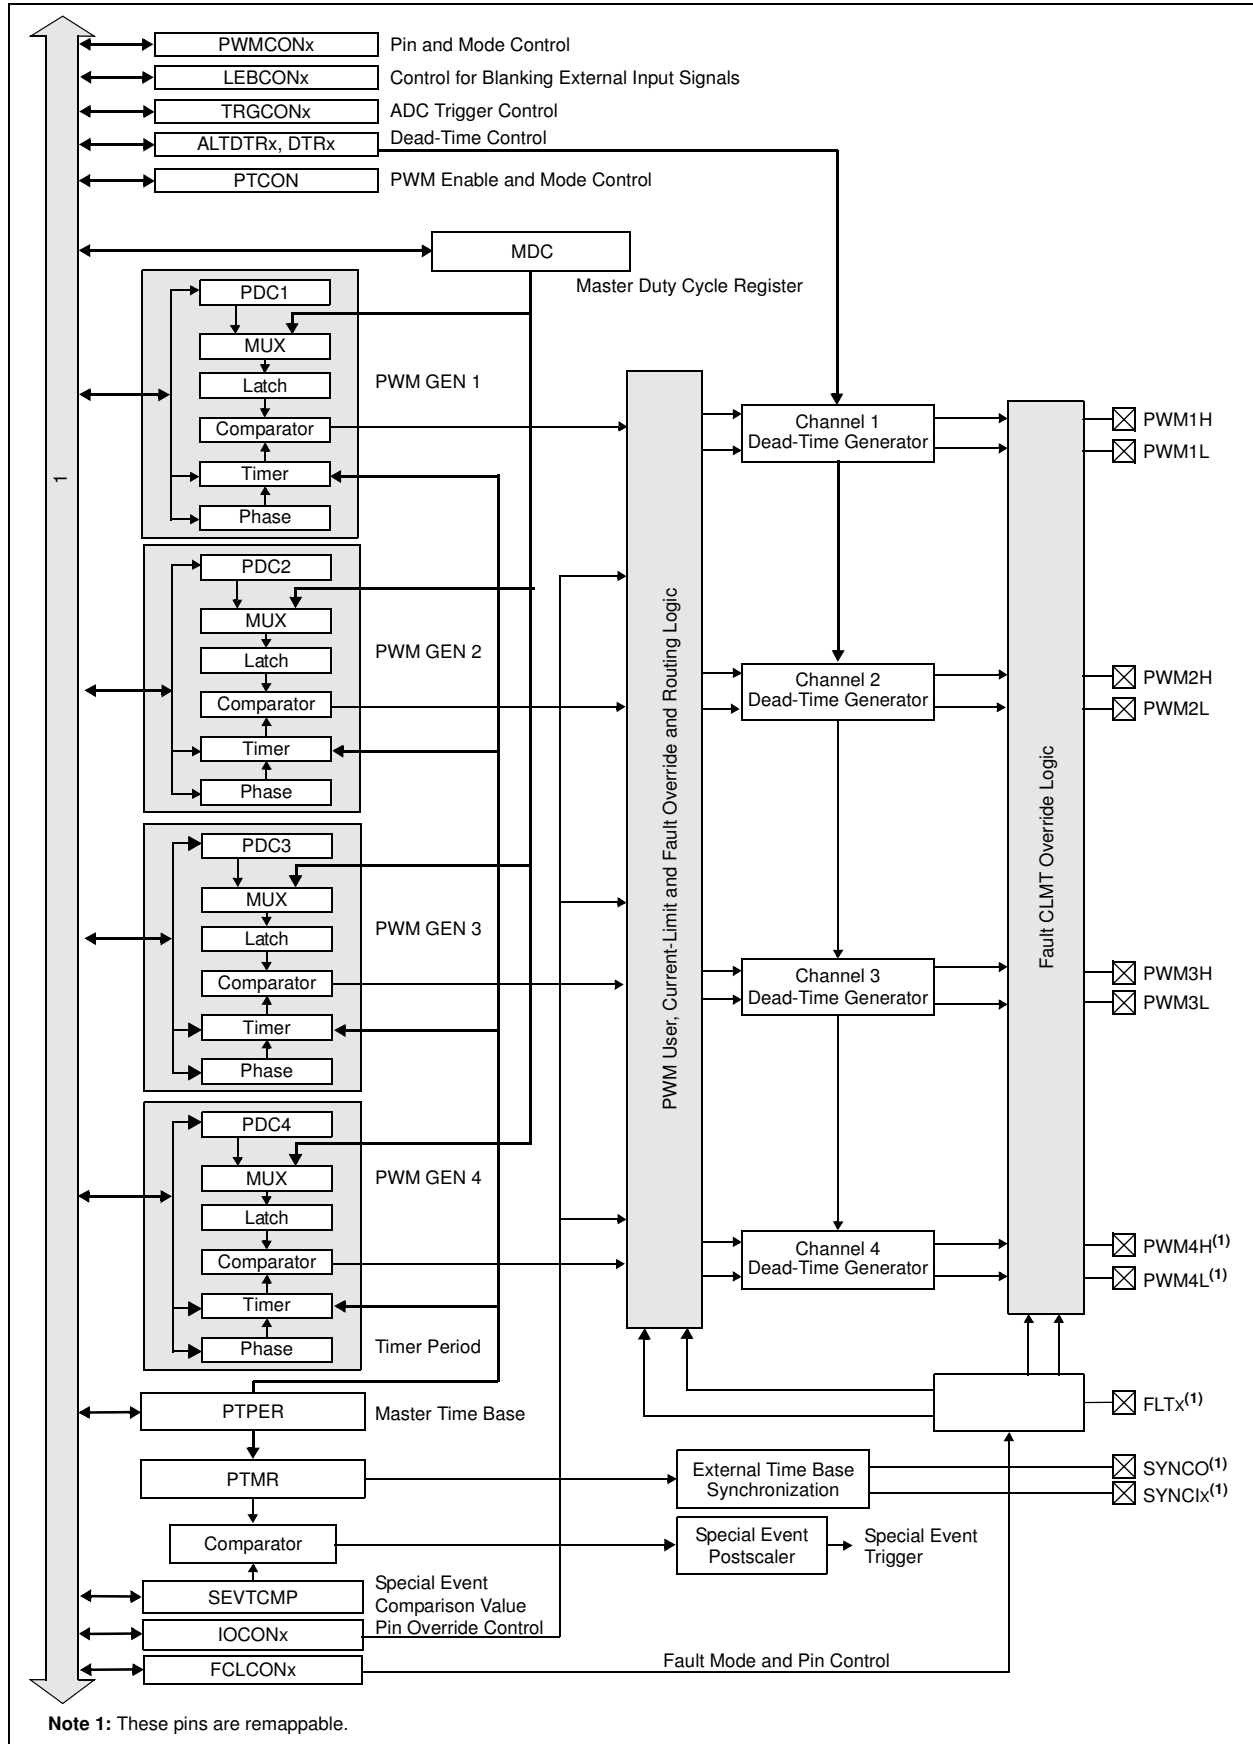 PWMCONx
Pin and Mode Control
LEBCONx
Control for Blanking External Input Signals
TRGCONx
ADC Trigger Control
ALTDTRx, DTRx
Dead-Time Control
PTCON
PWM Enable and Mode Control
MDC
Master Duty Cycle Register
1
PDC1
MUX
Latch
Comparator
Timer
Phase
PWM GEN 1
PDC2
MUX
Latch
Comparator
Timer
Phase
PWM GEN 2
PDC3
MUX
Latch
Comparator
Timer
Phase
PWM GEN 3
PDC4
MUX
Latch
Comparator
Timer
Phase
PWM GEN 4
Timer Period
PWM User, Current-Limit and Fault Override and Routing Logic
Channel 1
Dead-Time Generator
Channel 2
Dead-Time Generator
Channel 3
Dead-Time Generator
Channel 4
Dead-Time Generator
Fault CLMT Override Logic
PWM1H
PWM1L
PWM2H
PWM2L
PWM3H
PWM3L
PWM4H(1)
PWM4L(1)
FLTx(1)
SYNCO(1)
SYNCIx(1)
PTPER
Master Time Base
PTMR
External Time Base
Synchronization
Comparator
Special Event
Postscaler
Special Event
Trigger
SEVTCMP
Special Event
Comparison Value
IOCONx
Pin Override Control
FCLCONx
Fault Mode and Pin Control
Note 1: These pins are remappable.